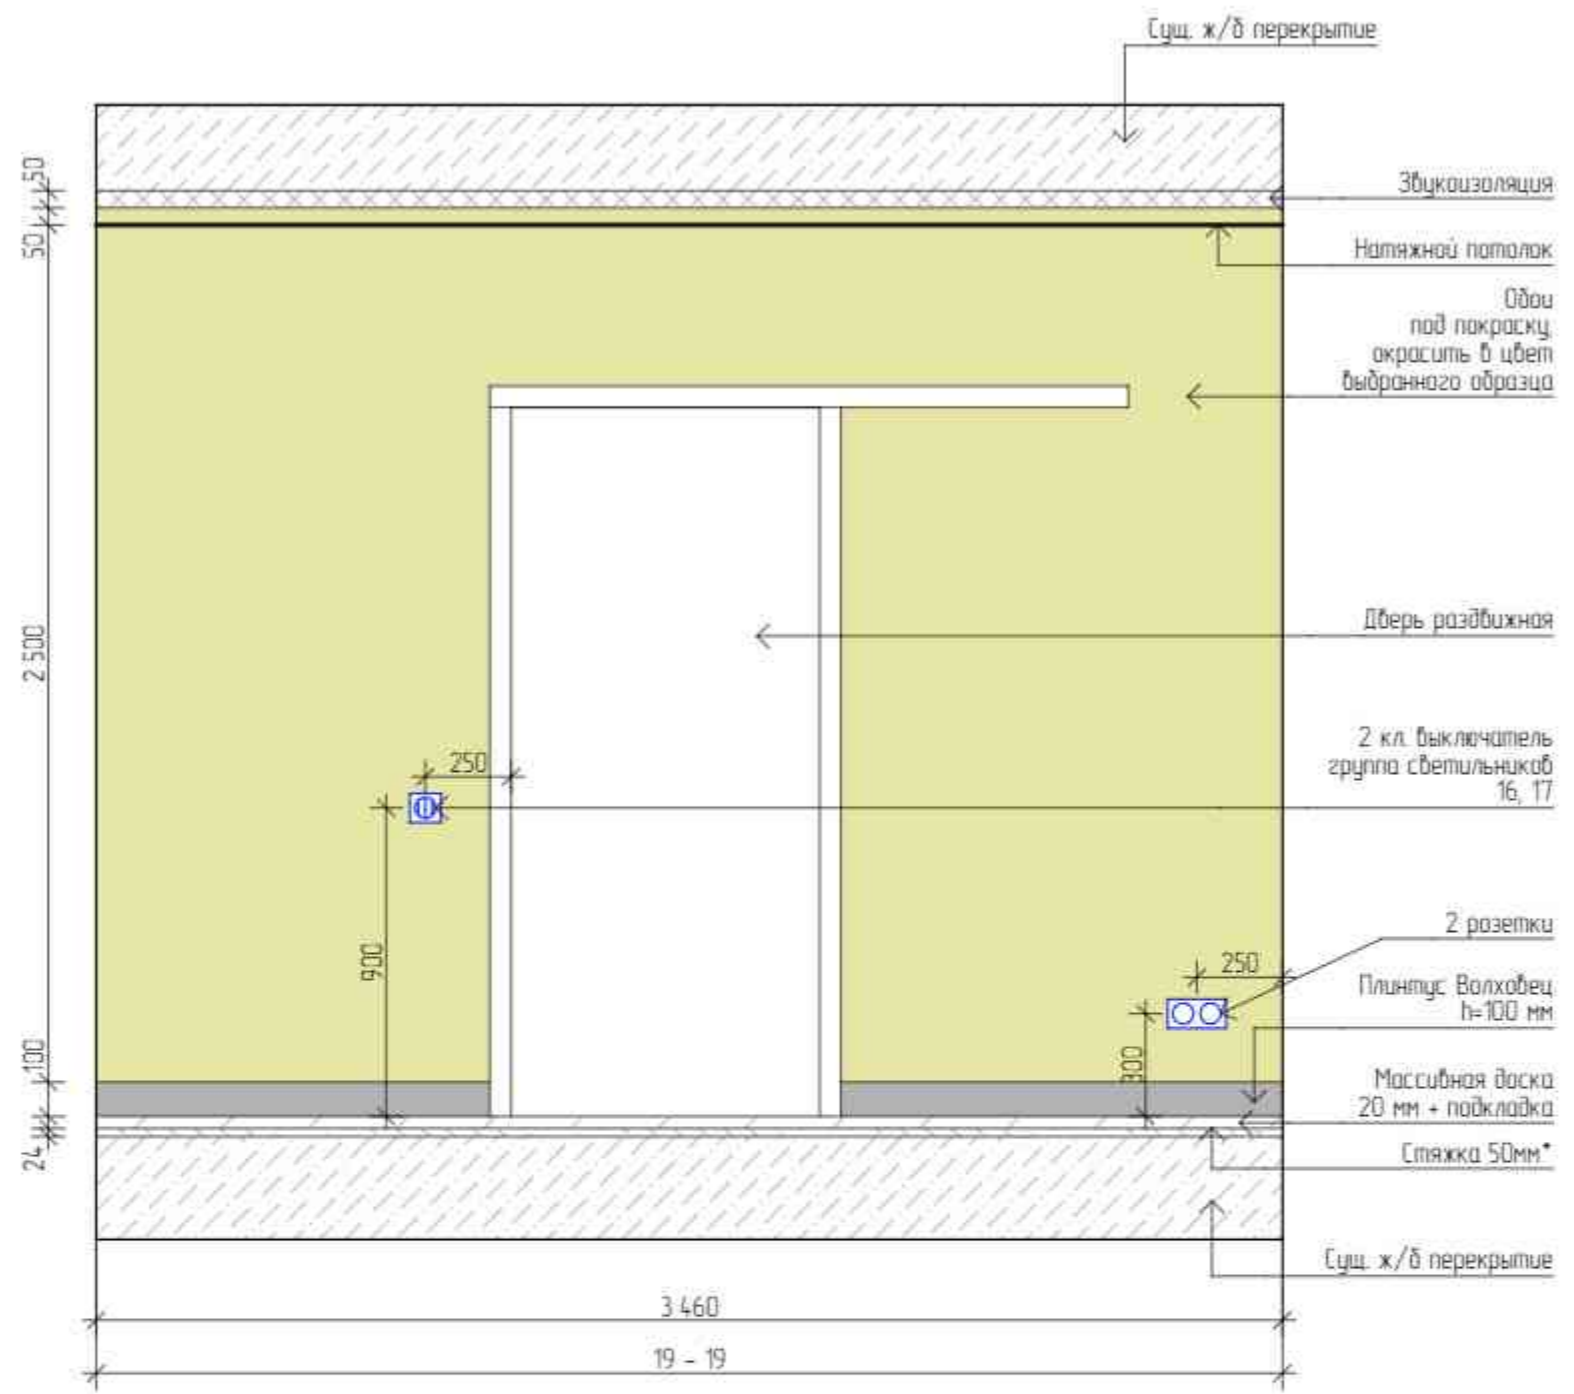 Сущ. ж/б перекрытие
50
Звукоизоляция
50
Натяжной потолок
Обои
под покраску,
окрасить в цвет
выбранного образца
2 500
Дверь раздвижная
2 кл. выключатель
группа светильников
16, 17
250
900
2 розетки
250
Плинтус Волховец
h=100 мм
300
100
Массивная доска
20 мм + подкладка
24
Стяжка 50мм*
Сущ. ж/б перекрытие
3 460
19 - 19